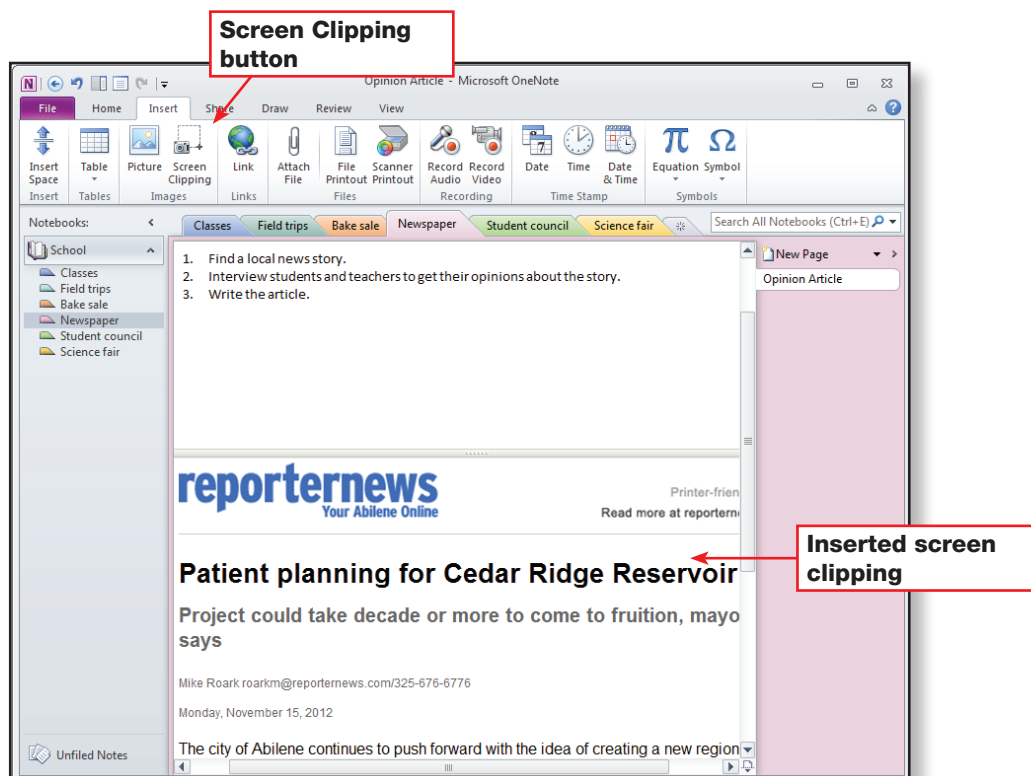 Screen Clipping
button
Opinion Article - Microsoft OneNote
File Home Insert Share Draw Review View
Insert Space Table Picture Screen Clipping Link Attach File File Printout Scanner Printout Record Audio Record Video Date Time Date & Time Equation Symbol
Insert Tables Images Links Files Recording Time Stamp Symbols
Notebooks:
Classes Field trips Bake sale Newspaper Student council Science fair Search All Notebooks (Ctrl+E)
School
Classes
Field trips
Bake sale
Newspaper
Student council
Science fair
Unfiled Notes
1. Find a local news story.
2. Interview students and teachers to get their opinions about the story.
3. Write the article.
New Page
Opinion Article
reporternews
Your Abilene Online
Printer-frien
Read more at reporterne
Patient planning for Cedar Ridge Reservoir
Project could take decade or more to come to fruition, mayo
says
Mike Roark roarkm@reporternews.com/325-676-6776
Monday, November 15, 2012
The city of Abilene continues to push forward with the idea of creating a new region
Inserted screen
clipping